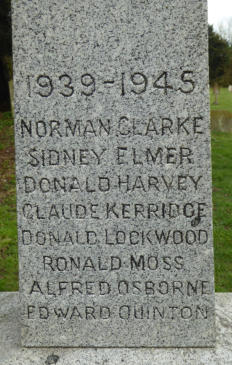 1939-1945
NORMAN CLARKE
SIDNEY ELMER
DONALD HARVEY
CLAUDE KERRIDGE
DONALD LOCKWOOD
RONALD MOSS
ALFRED OSBORNE
EDWARD QUINTON